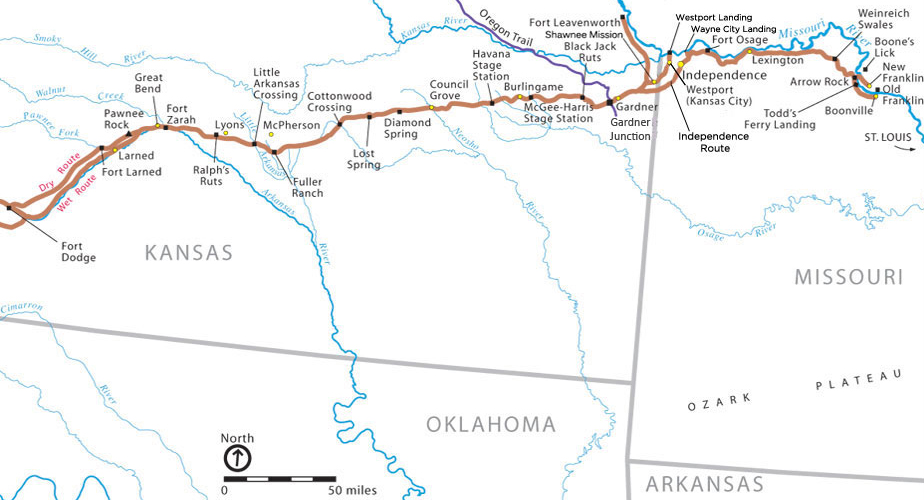 Smoky
Hill
River
Walnut
Creek
Pawnee
Fork
Pawnee
Rock
Great
Bend
Fort
Zarah
Larned
Fort Larned
Dry Route
Wet Route
Fort
Dodge
Lyons
Ralph's
Ruts
Little
Arkansas
Crossing
McPherson
Little
Arkansas
Fuller
Ranch
Arkansas
River
Cottonwood
Crossing
Lost
Spring
Diamond
Spring
Council
Grove
Neosho
River
Havana
Stage
Station
Burlingame
McGee-Harris
Stage Station
Kansas River
Oregon Trail
Fort Leavenworth
Shawnee Mission
Black Jack
Ruts
Gardner
Gardner
Junction
Westport Landing
Wayne City Landing
Fort Osage
Independence
Westport
(Kansas City)
Independence
Route
Missouri
River
Lexington
Weinreich
Swales
Boone's
Lick
New
Franklin
Old
Franklin
Arrow Rock
Todd's
Ferry Landing
Boonville
ST. LOUIS
Osage
River
KANSAS
MISSOURI
Cimarron
River
OZARK PLATEAU
OKLAHOMA
ARKANSAS
North
0 50 miles